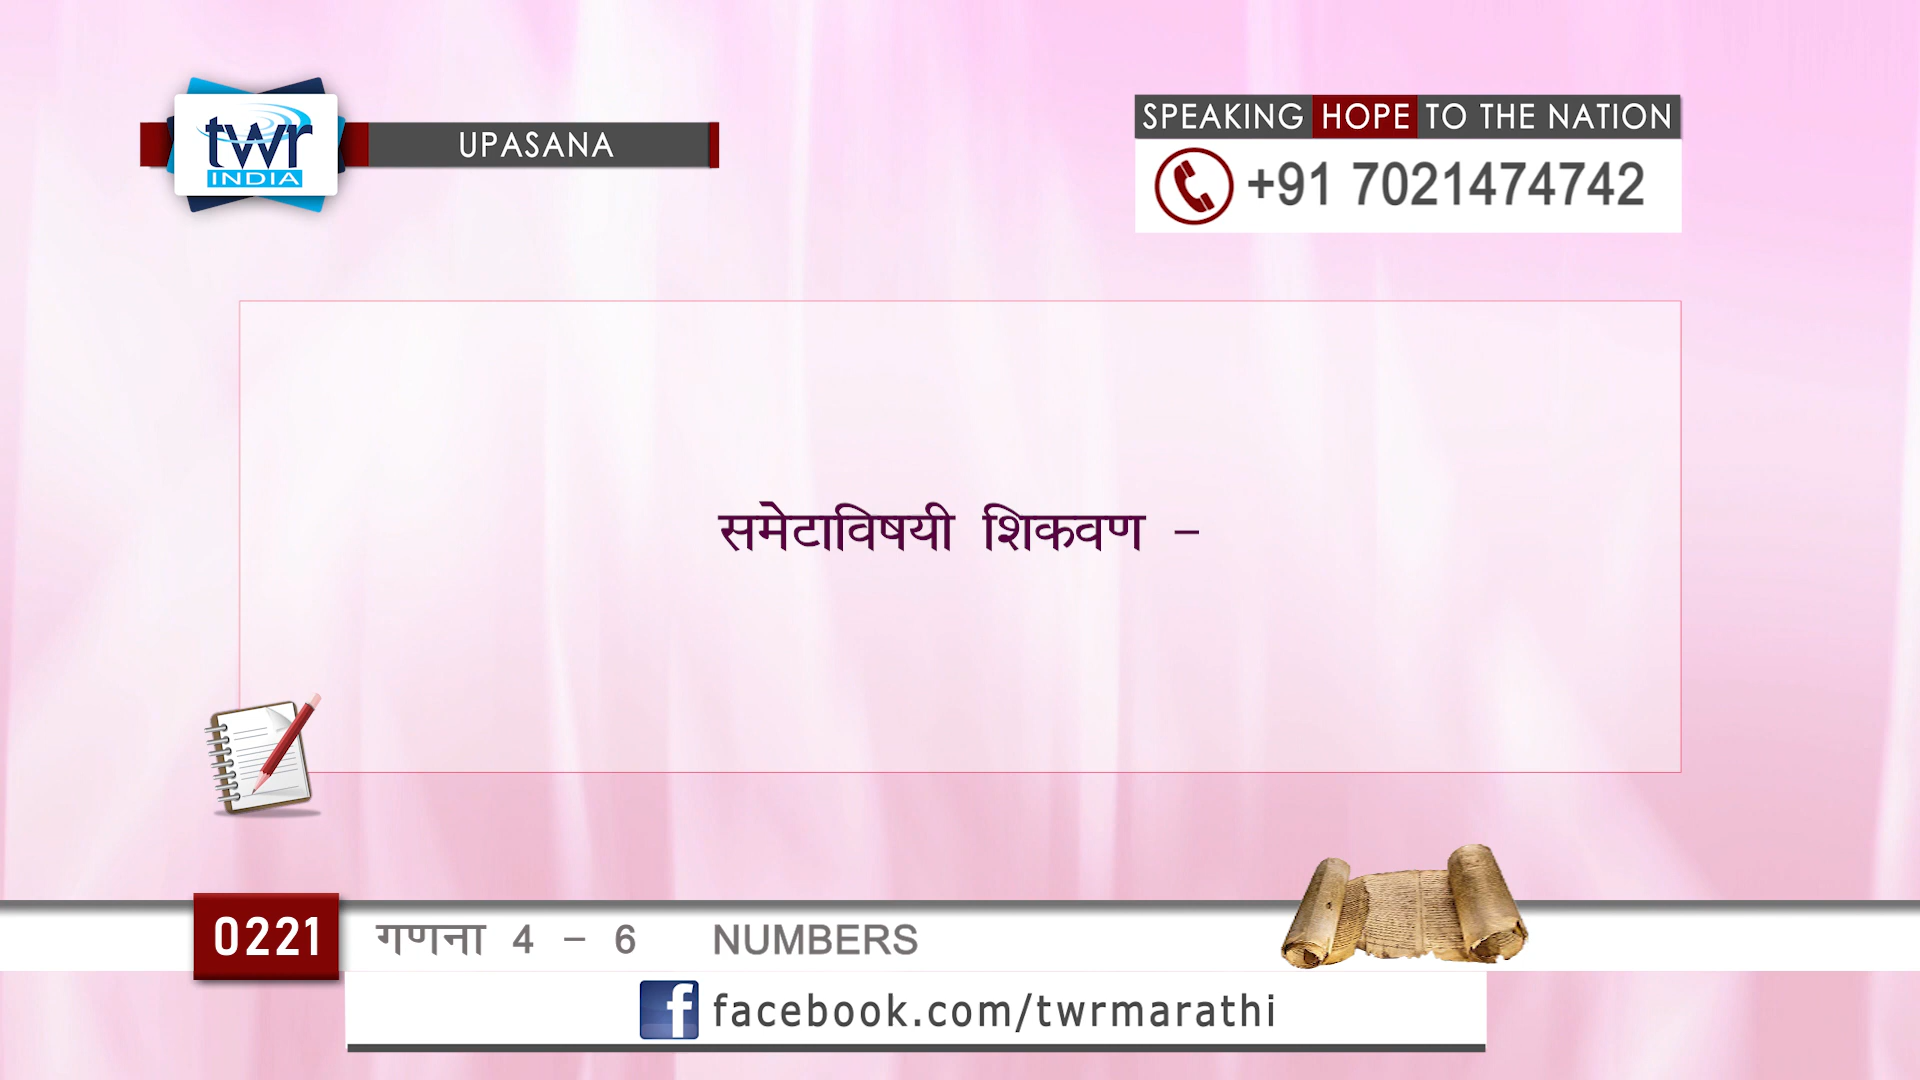 twr
INDIA
UPASANA
SPEAKING HOPE TO THE NATION
+91 7021474742
समेटाविषयी शिकवण –
0221
गणना 4 – 6 NUMBERS
facebook.com/twrmarathi